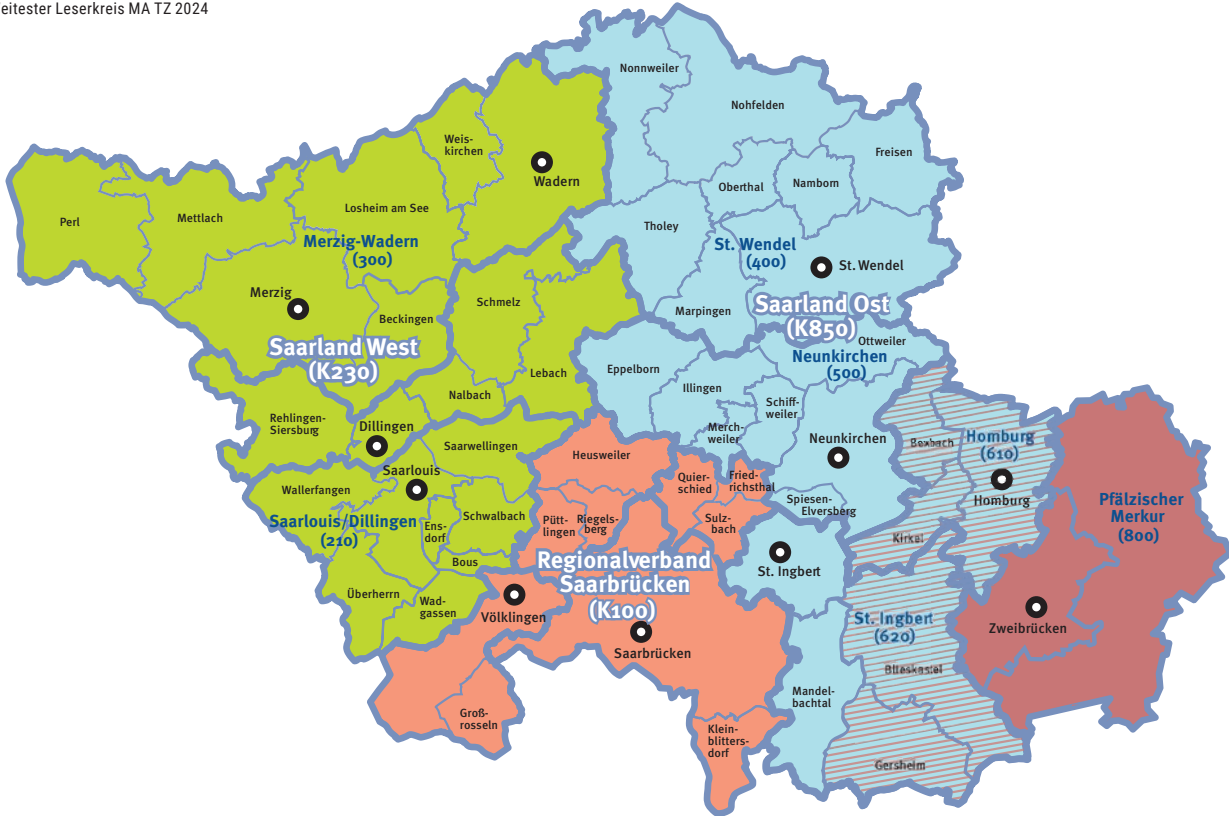 eitester Leserkreis MA TZ 2024
Nonnweiler
Nohfelden
Freisen
Weis-
kirchen
Wadern
Oberthal
Namborn
Perl
Mettlach
Losheim am See
Tholey
Merzig-Wadern
(300)
St. Wendel
(400)
St. Wendel
Merzig
Beckingen
Schmelz
Marpingen
Saarland Ost
(K850)
Saarland West
(K230)
Ottweiler
Neunkirchen
(500)
Eppelborn
Illingen
Lebach
Nalbach
Schiff-
weiler
Merch-
weiler
Rehlingen-
Siersburg
Dillingen
Saarwellingen
Neunkirchen
Bexbach
Homburg
(610)
Homburg
Heusweiler
Quier-
schied
Fried-
richsthal
Saarlouis
Wallerfangen
Spiesen-
Elversberg
Pfälzischer
Merkur
(800)
Saarlouis/Dillingen
(210)
Ens-
dorf
Schwalbach
Pütt-
lingen
Riegels-
berg
Sulz-
bach
Kirkel
Bous
Regionalverband
Saarbrücken
(K100)
St. Ingbert
Überherrn
Wad-
gassen
Völklingen
St. Ingbert
(620)
Zweibrücken
Saarbrücken
Blieskastel
Mandel-
bachtal
Groß-
rosseln
Klein-
blitters-
dorf
Gersheim